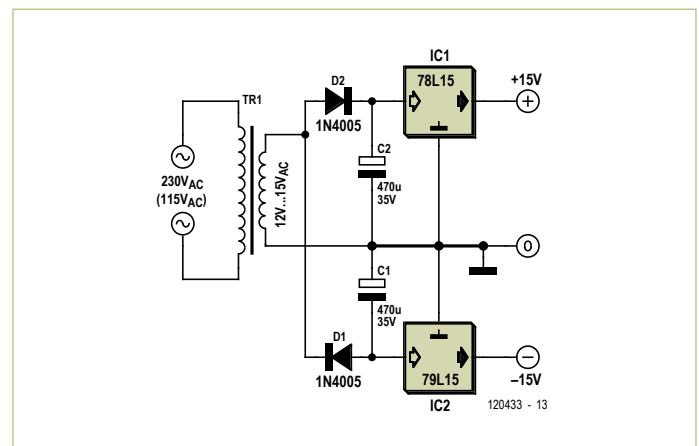 IC1
D2
78L15
+15V
TR1
1N4005
C2
230VAC
(115VAC)
12V...15VAC
470u
35V
0
C1
470u
35V
D1
1N4005
79L15
–15V
IC2
120433 - 13